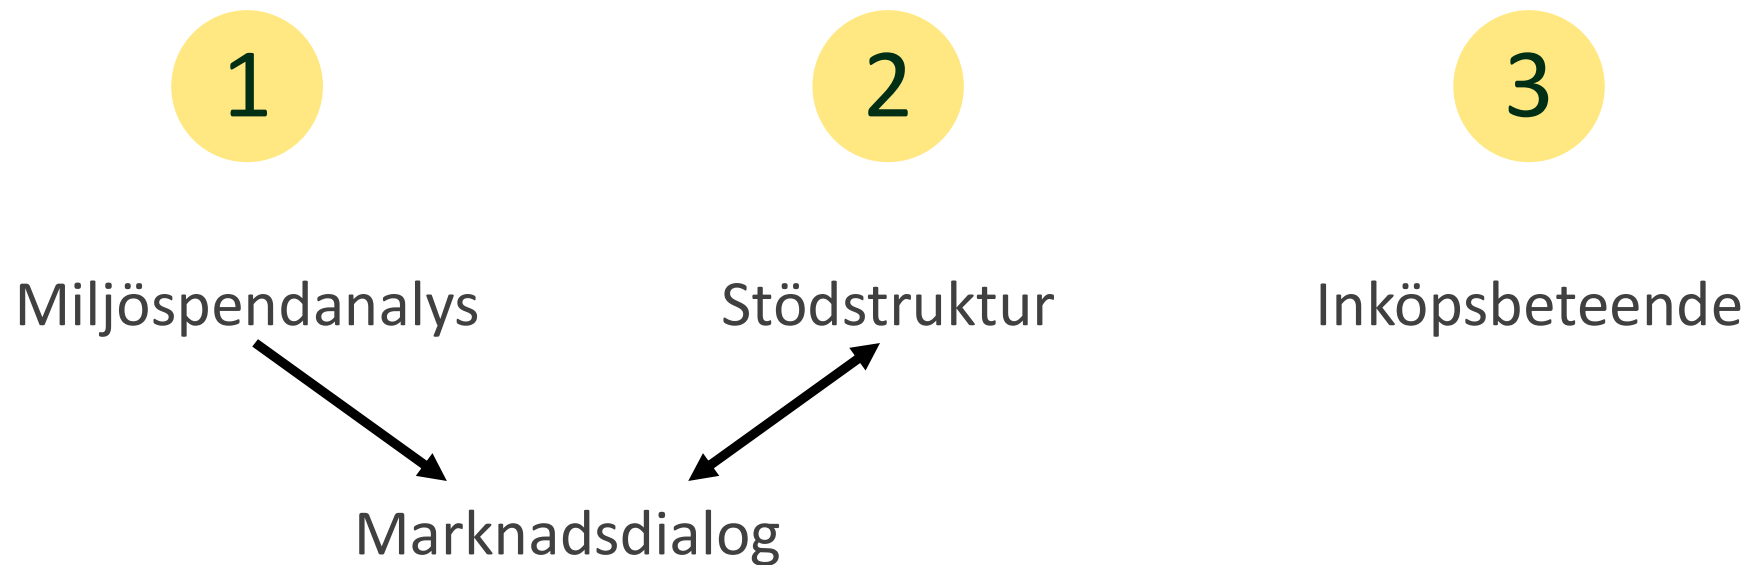 1
2
3
Miljöspendanalys
Stödstruktur
Inköpsbeteende
Marknadsdialog